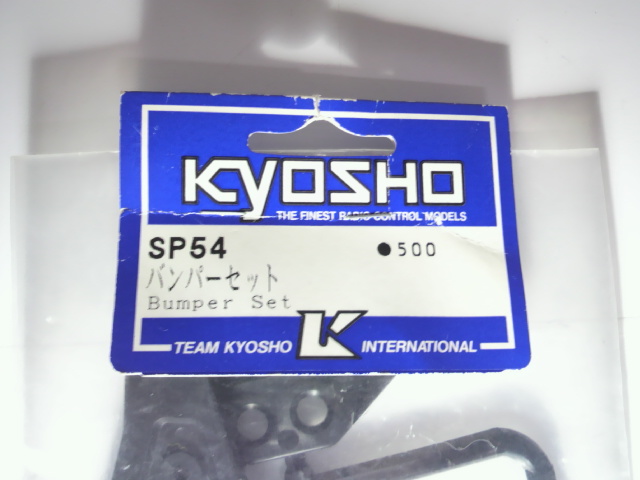 KYOSHO
THE FINEST RADIO CONTROL MODELS
SP54 ●500
バンパーセット
Bumper Set
TEAM KYOSHO K INTERNATIONAL